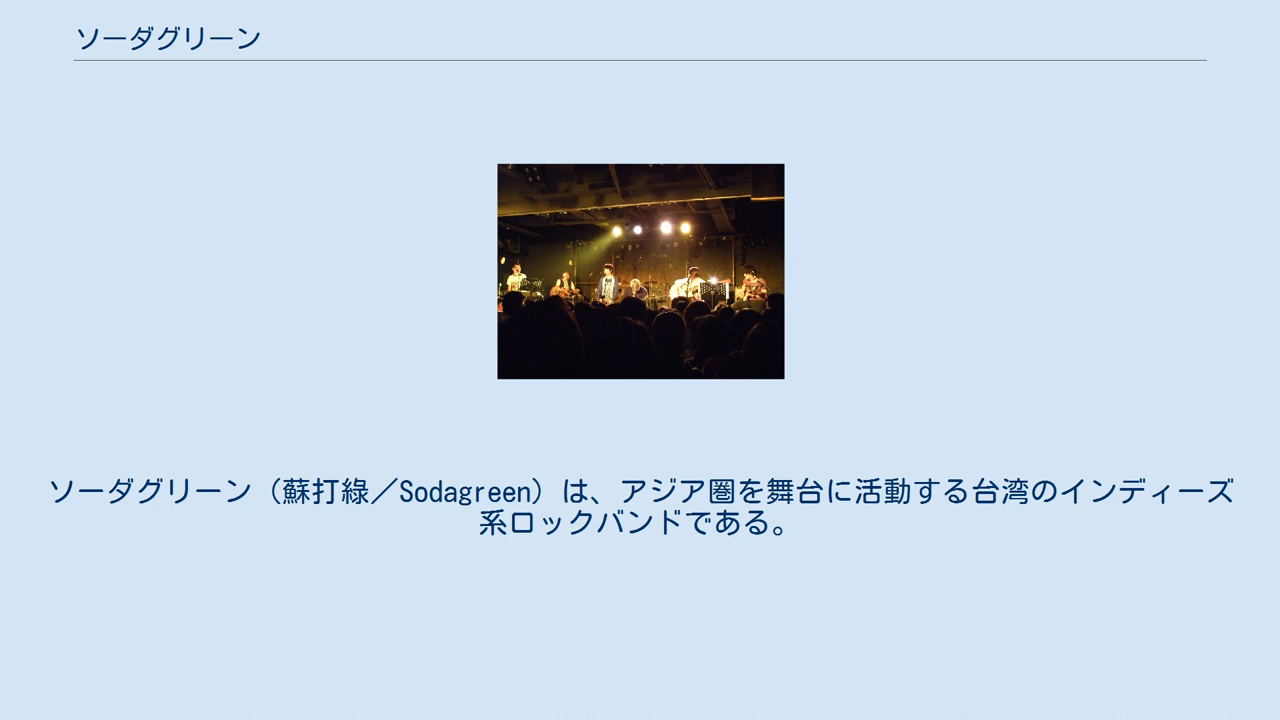 ソーダグリーン
ソーダグリーン（蘇打綠／Sodagreen）は、アジア圏を舞台に活動する台湾のインディーズ
系ロックバンドである。